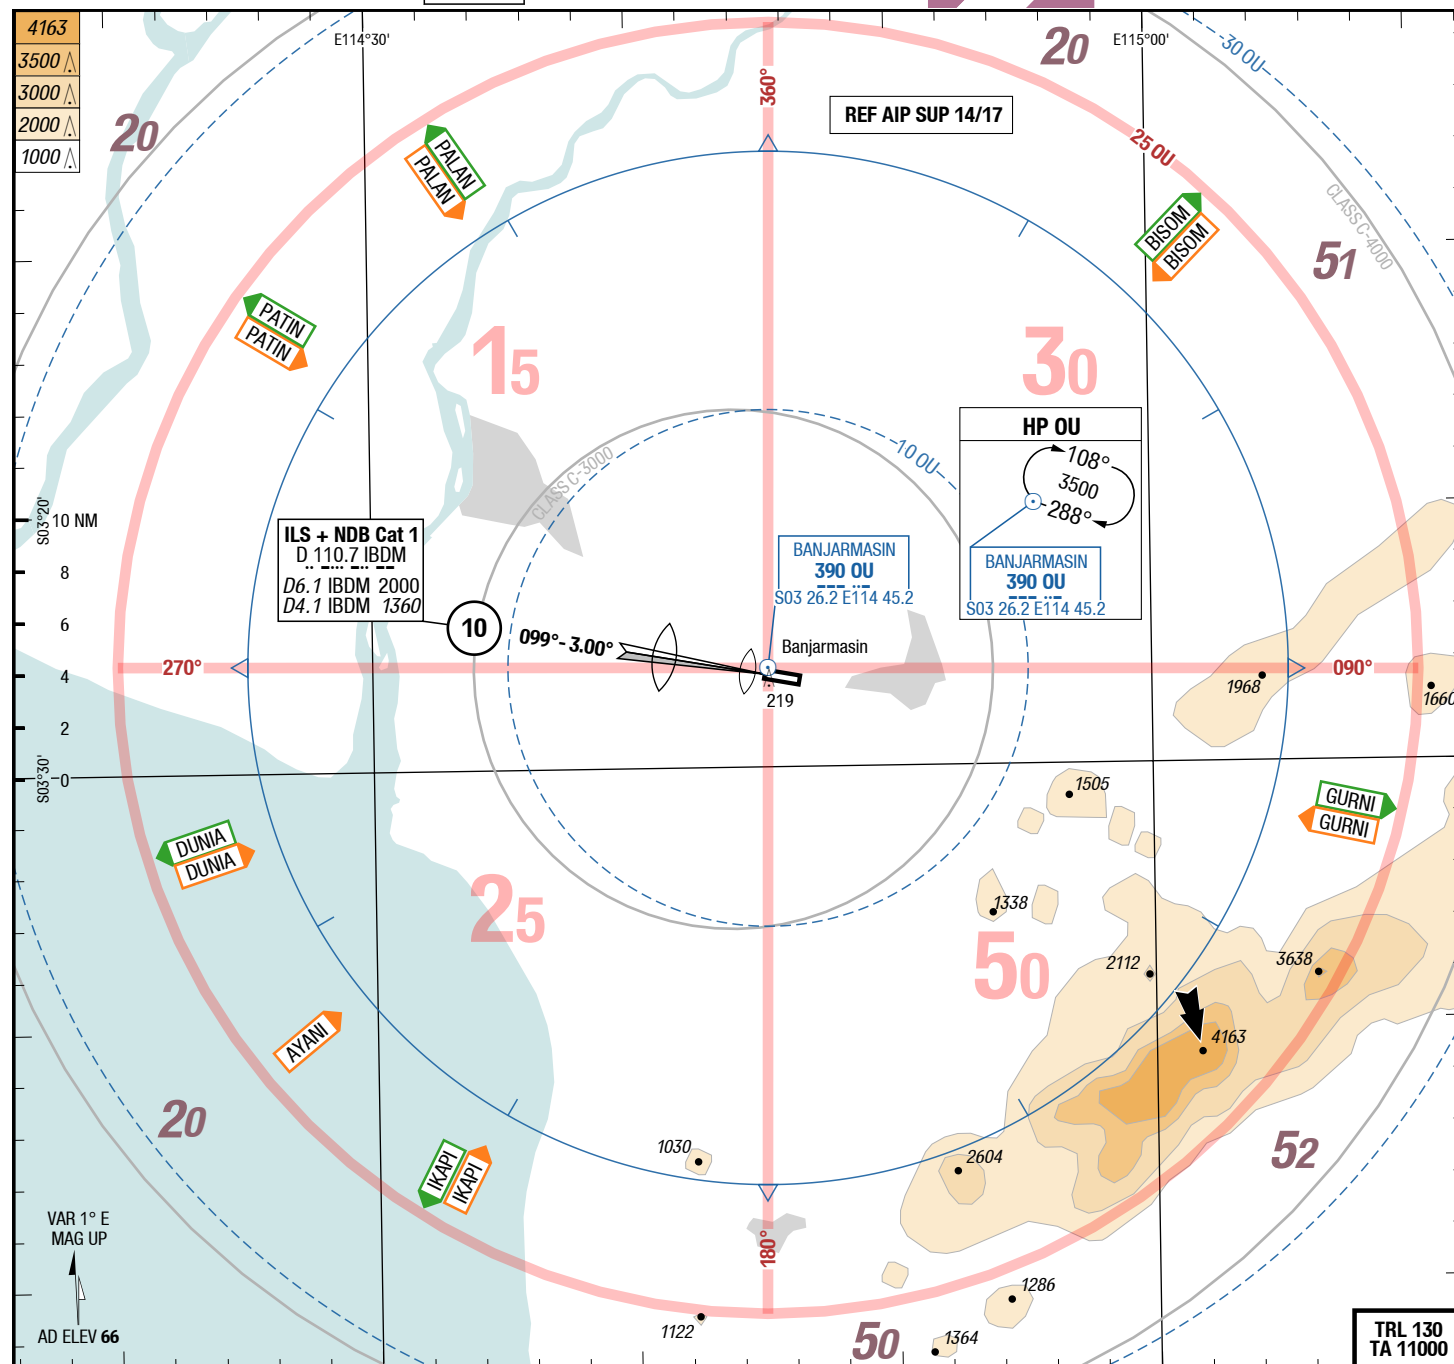 4163
3500
3000
2000
1000
E114°30'
E115°00'
20
20
30 OU
360°
REF AIP SUP 14/17
25 OU
CLASS C-4000
PALAN
PALAN
BISOM
BISOM
51
PATIN
PATIN
15
30
CLASS C-3000
10 OU
HP OU
108°
3500
288°
BANJARMASIN
390 OU
S03 26.2 E114 45.2
S03°20'
10 NM
8
6
4
2
0
S03°30'
ILS + NDB Cat 1
D 110.7 IBDM
D6.1 IBDM 2000
D4.1 IBDM 1360
10
099°- 3.00°
BANJARMASIN
390 OU
S03 26.2 E114 45.2
Banjarmasin
219
270°
090°
1968
1660
1505
GURNI
GURNI
DUNIA
DUNIA
25
1338
50
2112
3638
4163
AYANI
20
IKAPI
IKAPI
1030
2604
52
180°
VAR 1° E
MAG UP
AD ELEV 66
1122
1286
1364
50
TRL 130
TA 11000